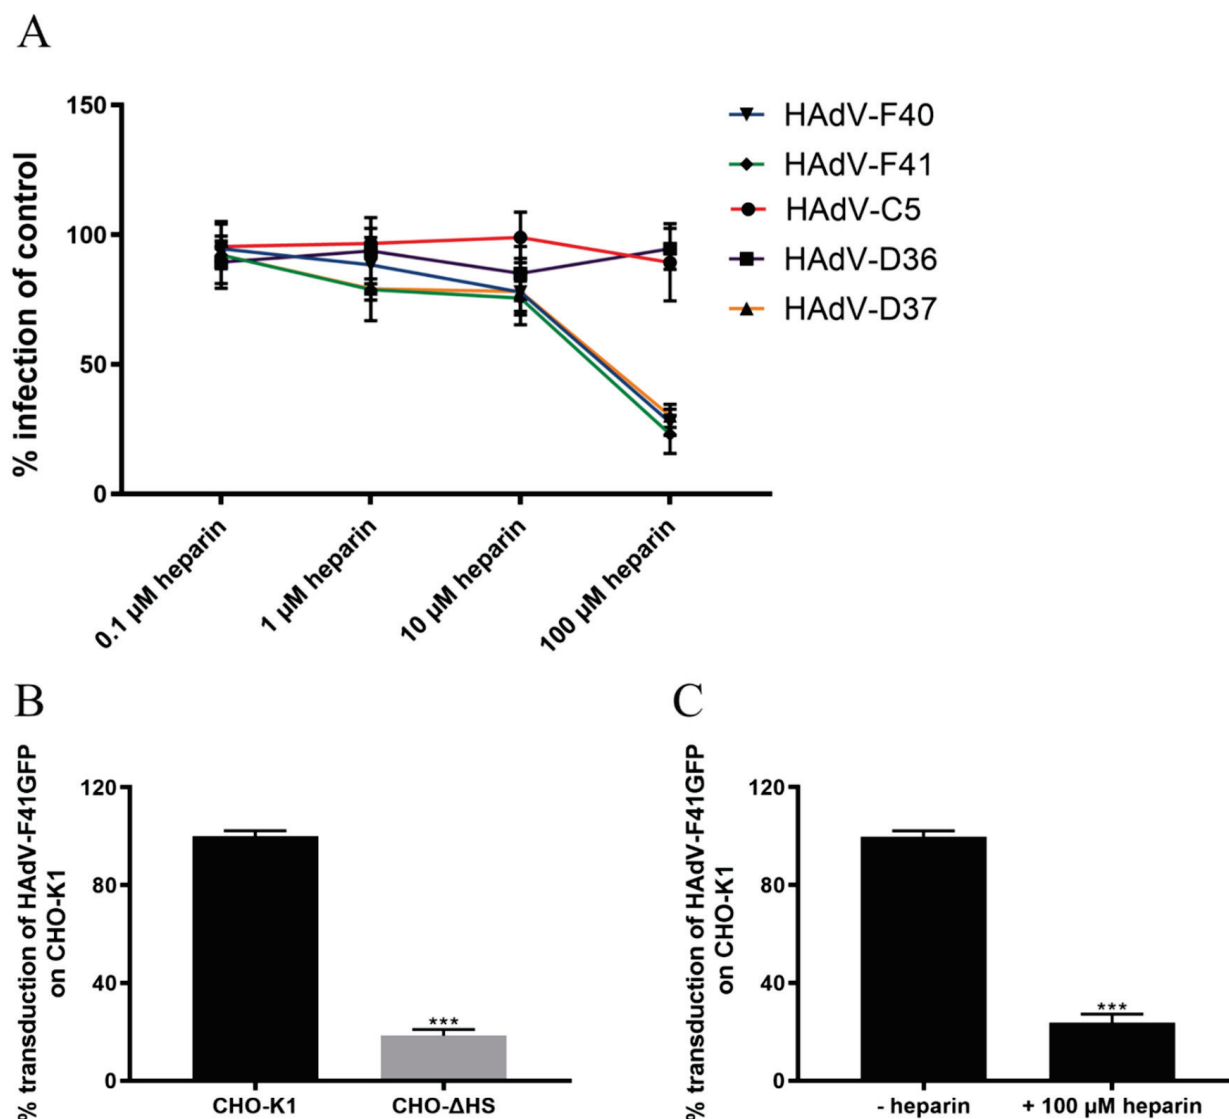 A
% infection of control
150
100
50
0
0.1 µM heparin
1 µM heparin
10 µM heparin
100 µM heparin
HAdV-F40
HAdV-F41
HAdV-C5
HAdV-D36
HAdV-D37
B
% transduction of HAdV-F41GFP
on CHO-K1
120
80
40
0
***
CHO-K1
CHO-ΔHS
C
% transduction of HAdV-F41GFP
on CHO-K1
120
80
40
0
***
- heparin
+ 100 µM heparin